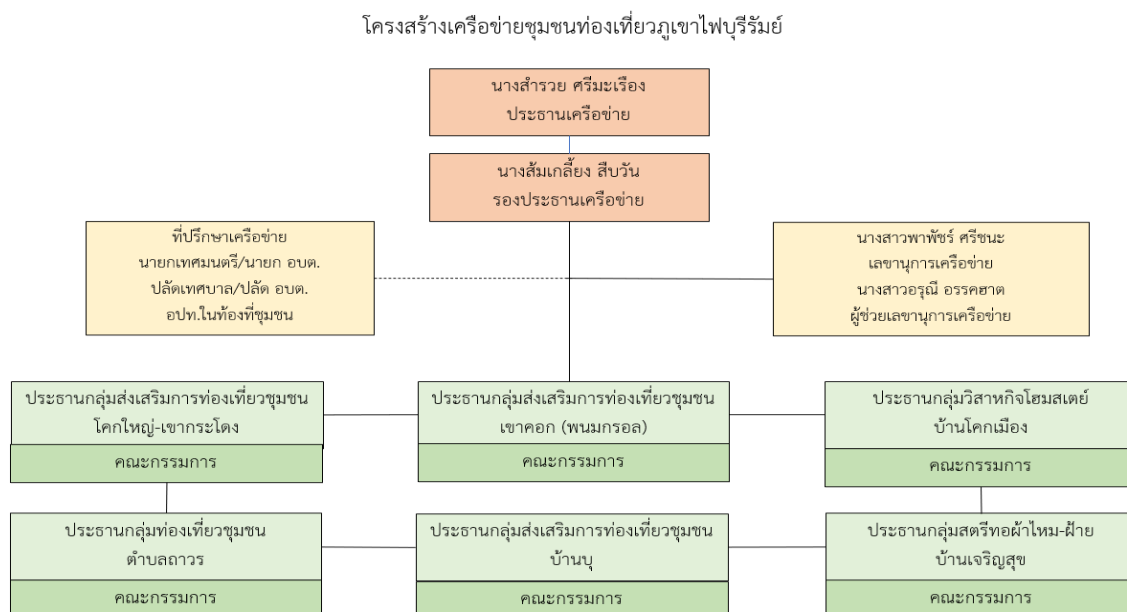 โครงสร้างเครือข่ายชุมชนท่องเที่ยวภูเขาไฟบุรีรัมย์
นางสำรวย ศรีมะเรือง
ประธานเครือข่าย
นางส้มเกลี้ยง สืบวัน
รองประธานเครือข่าย
ที่ปรึกษาเครือข่าย
นายกเทศมนตรี/นายก อบต.
ปลัดเทศบาล/ปลัด อบต.
อปท.ในท้องที่ชุมชน
นางสาวพาพัชร์ ศรีชนะ
เลขานุการเครือข่าย
นางสาวอรุณี อรรคฮาต
ผู้ช่วยเลขานุการเครือข่าย
ประธานกลุ่มส่งเสริมการท่องเที่ยวชุมชน
โคกใหญ่-เขากระโดง
คณะกรรมการ
ประธานกลุ่มส่งเสริมการท่องเที่ยวชุมชน
เขาคอก (พนมกรอล)
คณะกรรมการ
ประธานกลุ่มวิสาหกิจโฮมสเตย์
บ้านโคกเมือง
คณะกรรมการ
ประธานกลุ่มท่องเที่ยวชุมชน
ตำบลถาวร
คณะกรรมการ
ประธานกลุ่มส่งเสริมการท่องเที่ยวชุมชน
บ้านบุ
คณะกรรมการ
ประธานกลุ่มสตรีทอผ้าไหม-ฝ้าย
บ้านเจริญสุข
คณะกรรมการ